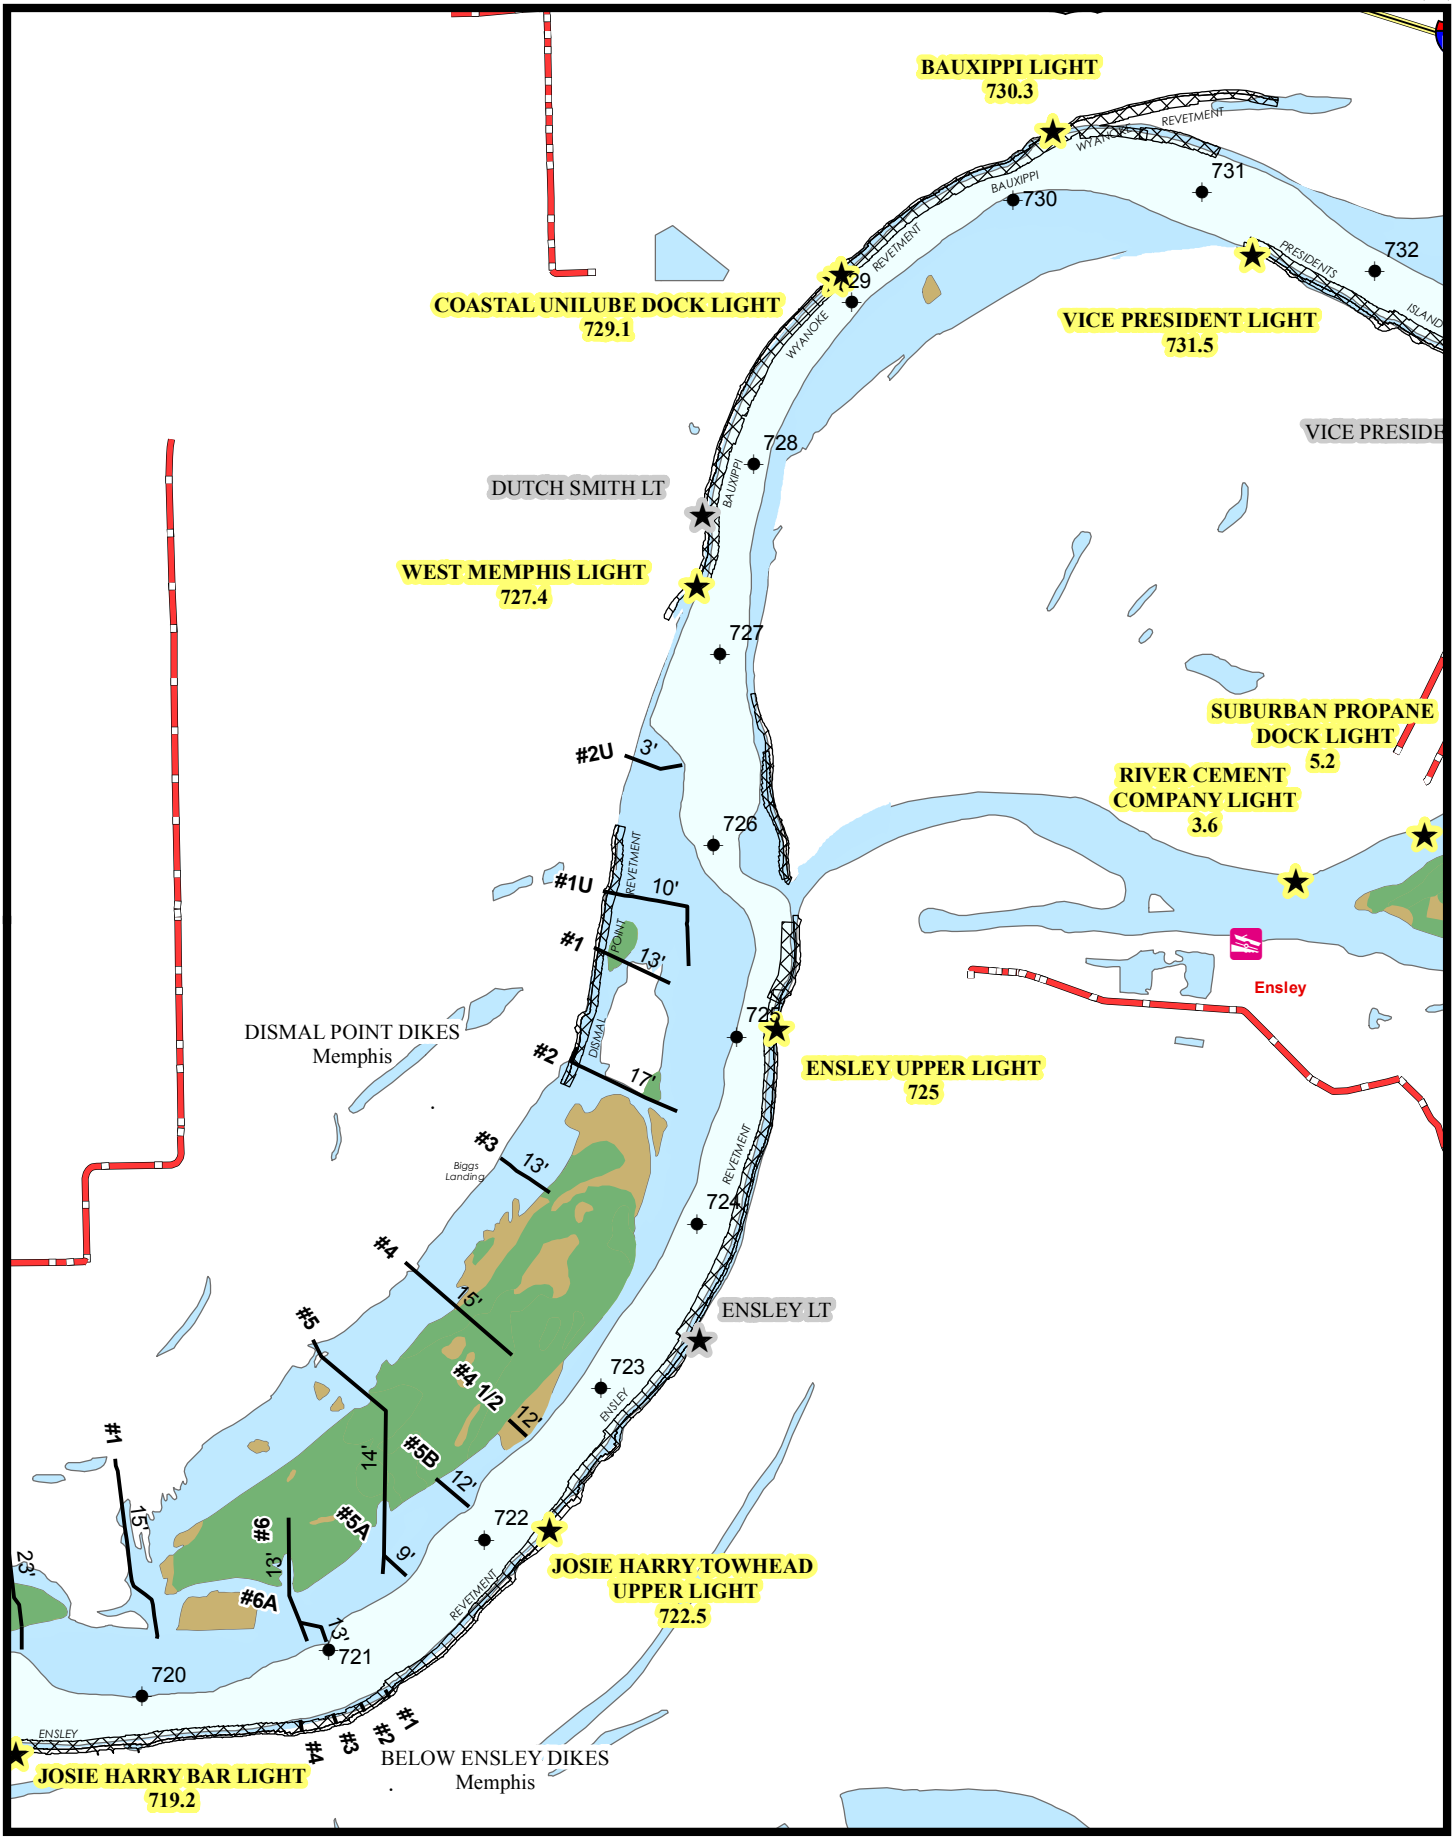 BAUXIPPI LIGHT
730.3
REVETMENT
WYANOKE
731
BAUXIPPI
730
REVETMENT
PRESIDENTS
732
29
COASTAL UNILUBE DOCK LIGHT
729.1
WYANOKE
VICE PRESIDENT LIGHT
731.5
ISLAND
VICE PRESIDE
728
BAUXIPPI
DUTCH SMITH LT
WEST MEMPHIS LIGHT
727.4
727
SUBURBAN PROPANE
DOCK LIGHT
5.2
#2U
3'
RIVER CEMENT
COMPANY LIGHT
3.6
726
REVETMENT
#1U
10'
POINT
#1
13'
Ensley
725
DISMAL
DISMAL POINT DIKES
Memphis
#2
17'
ENSLEY UPPER LIGHT
725
#3
13'
Biggs
Landing
REVETMENT
724
#4
15'
ENSLEY LT
#5
723
#4 1/2
12'
ENSLEY
#1
14'
#5B
12'
15'
#6
#5A
722
23'
13'
9'
JOSIE HARRY TOWHEAD
UPPER LIGHT
722.5
REVETMENT
#6A
13'
721
720
ENSLEY
#1
#2
#3
#4
BELOW ENSLEY DIKES
Memphis
JOSIE HARRY BAR LIGHT
719.2